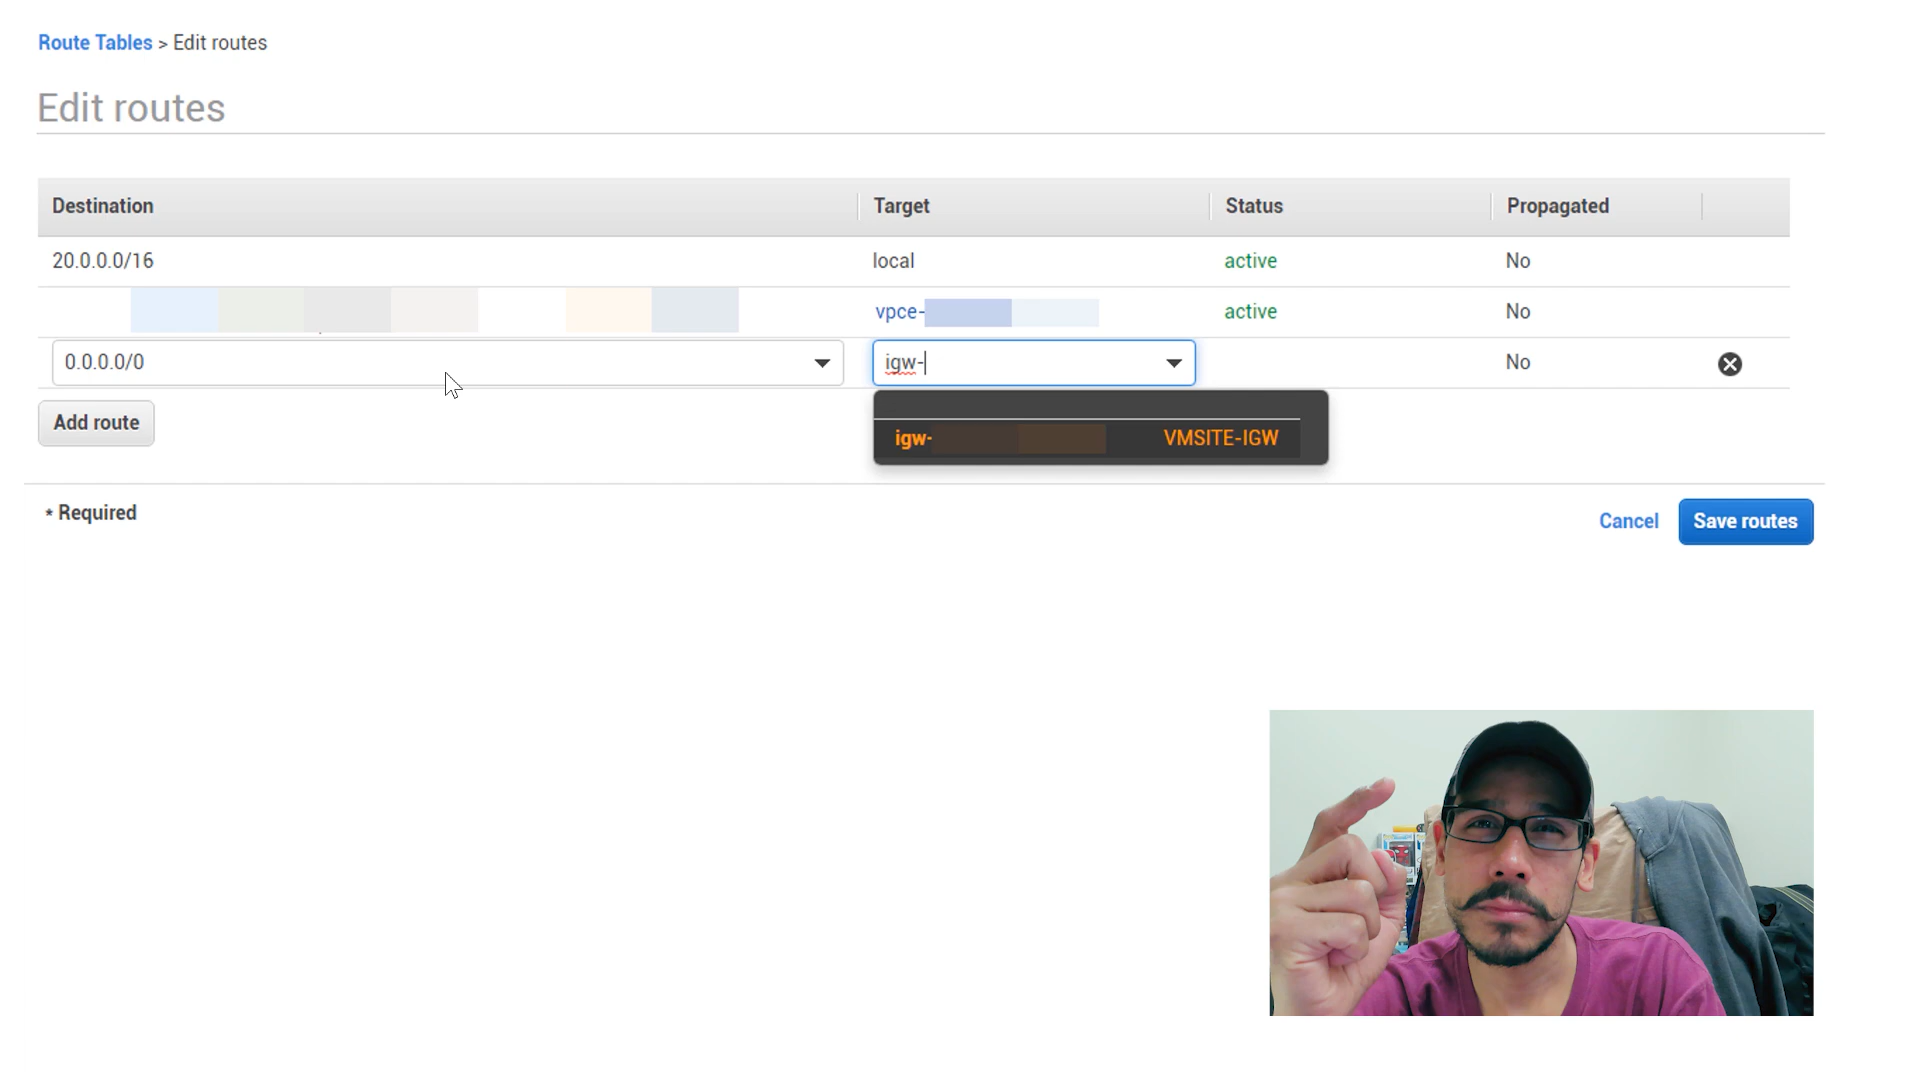 Route Tables > Edit routes
Edit routes
Destination Target Status Propagated
20.0.0.0/16 local active No
vpce- active No
0.0.0.0/0 igw- No
igw- VMSITE-IGW
Add route
* Required
Cancel Save routes